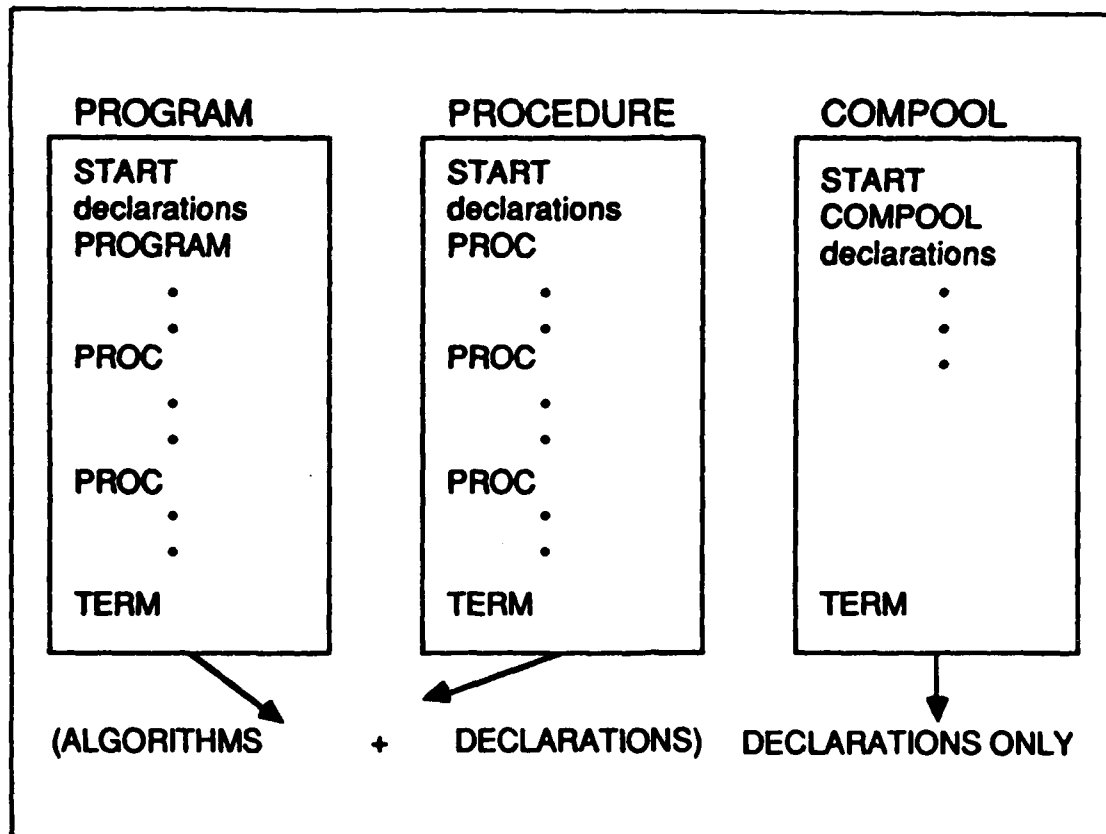 PROGRAM
START
declarations
PROGRAM
PROC
PROC
TERM
PROCEDURE
START
declarations
PROC
PROC
PROC
TERM
COMPOOL
START
COMPOOL
declarations
TERM
(ALGORITHMS + DECLARATIONS)
DECLARATIONS ONLY